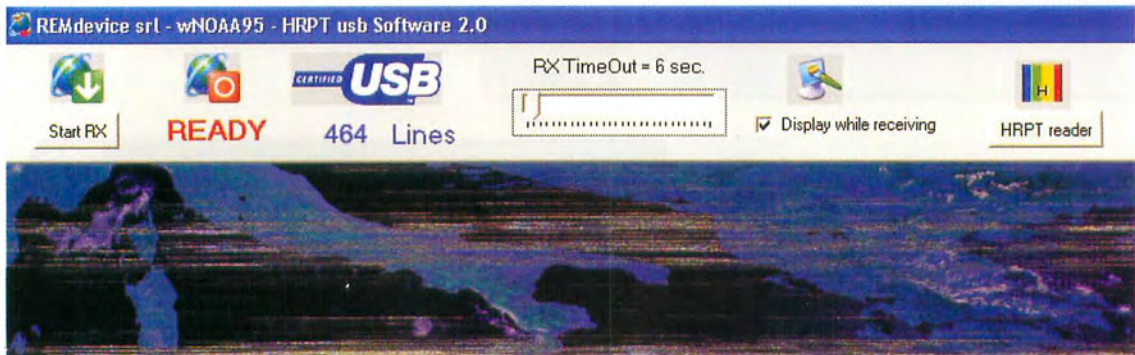 REMdevice srl - wNOAA95 - HRPT usb Software 2.0
Start RX
READY
CERTIFIED USB
464 Lines
RX TimeOut = 6 sec.
Display while receiving
H
HRPT reader